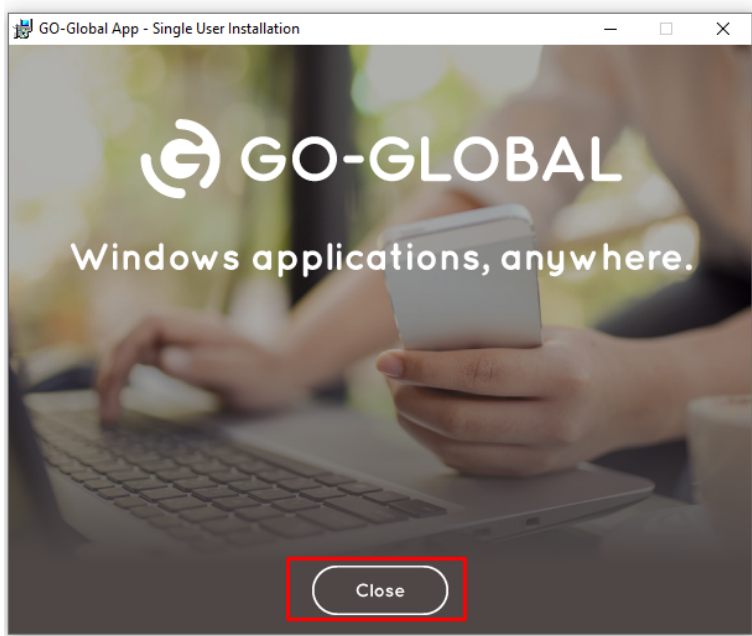 GO-Global App - Single User Installation
GO-GLOBAL
Windows applications, anywhere.
Close